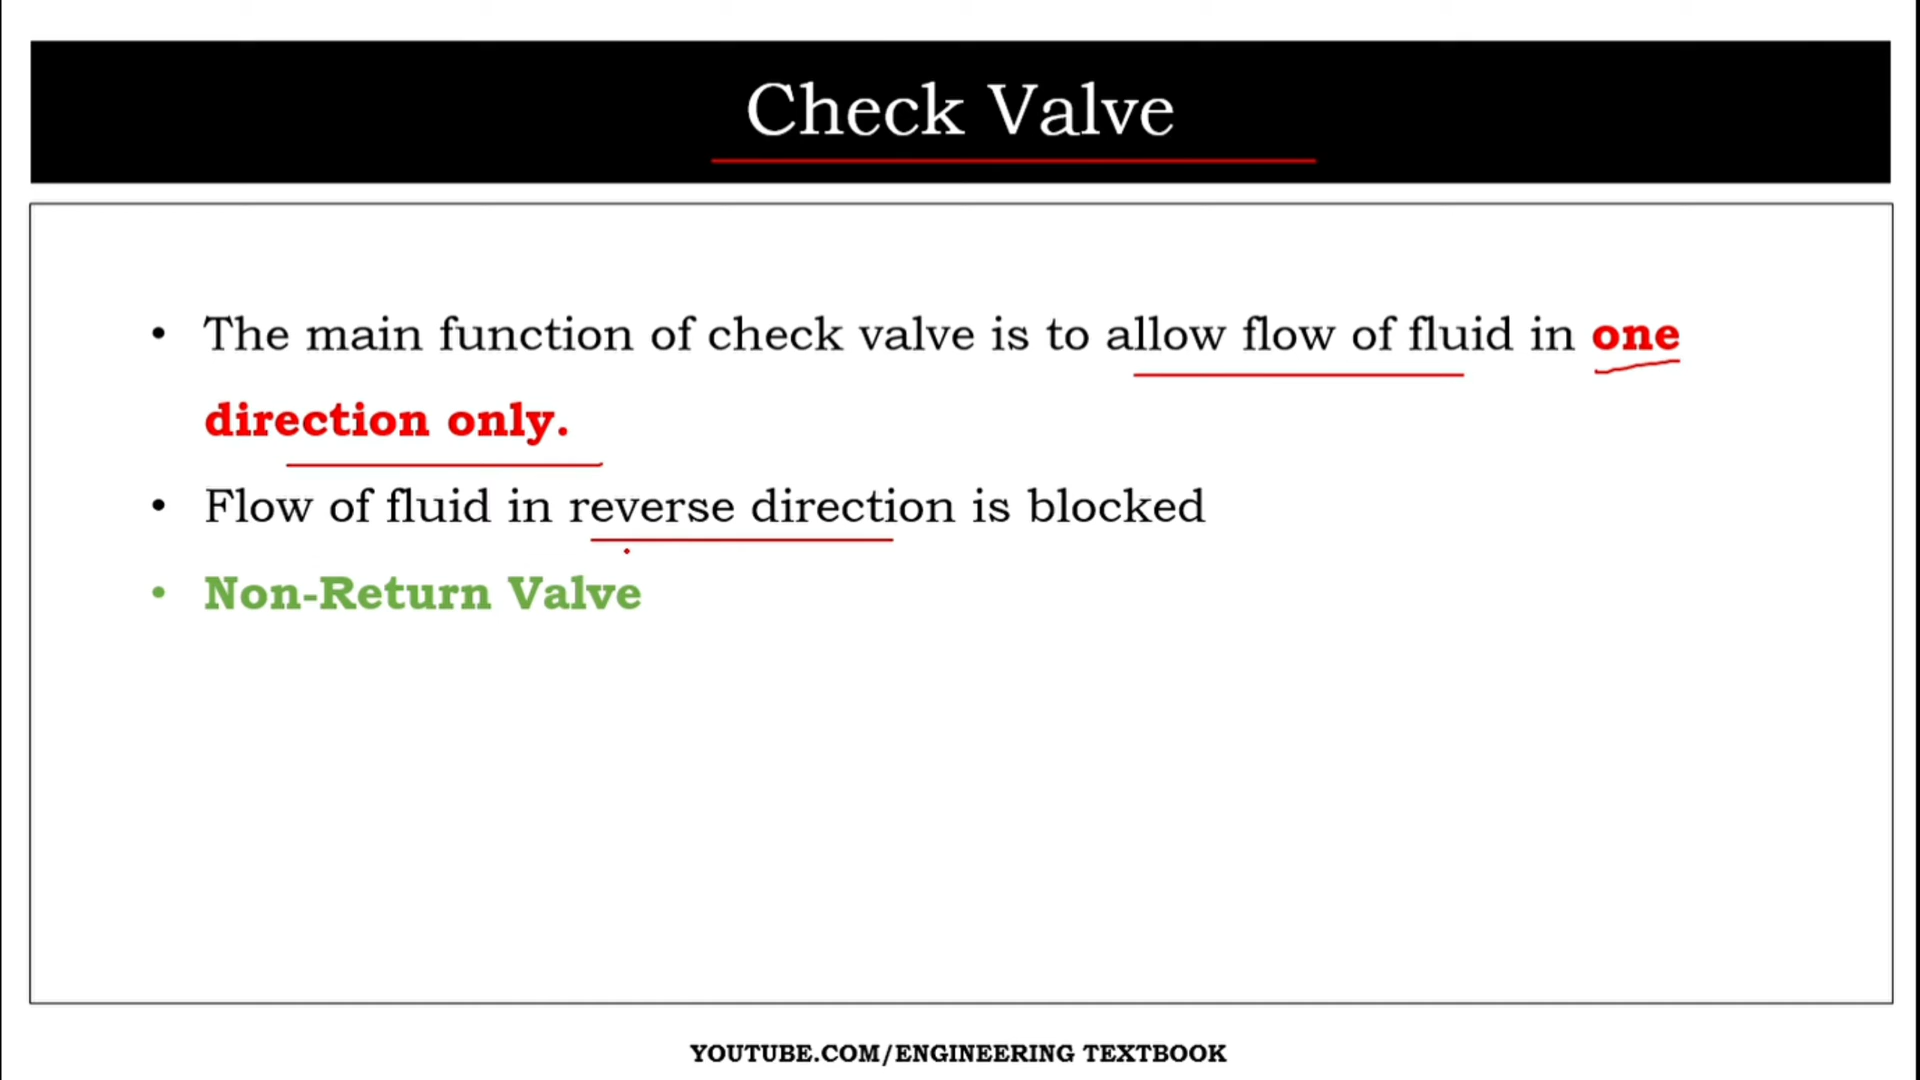 Check Valve
• The main function of check valve is to allow flow of fluid in one
direction only.
• Flow of fluid in reverse direction is blocked
• Non-Return Valve
YOUTUBE.COM/ENGINEERING TEXTBOOK